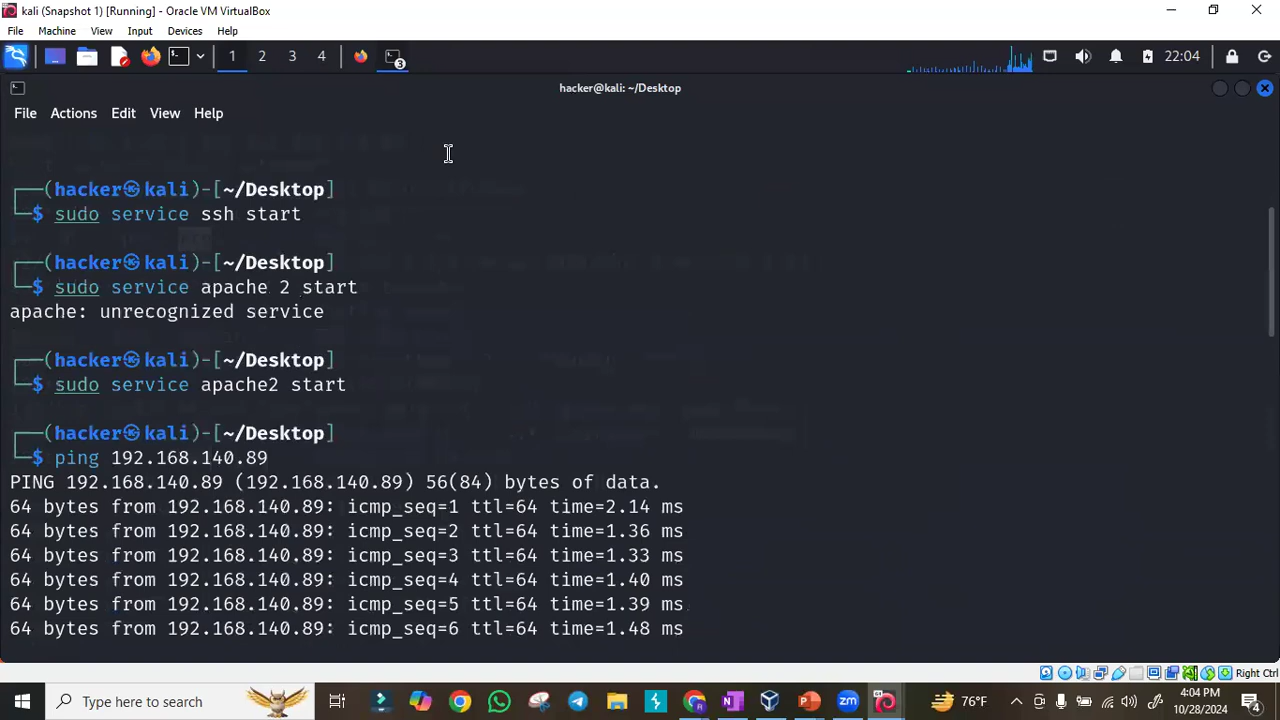 kali (Snapshot 1) [Running] - Oracle VM VirtualBox
File Machine View Input Devices Help
1 2 3 4 3 22:04
hacker@kali: ~/Desktop
File Actions Edit View Help
┌──(hacker㉿kali)-[~/Desktop]
└─$ sudo service ssh start
┌──(hacker㉿kali)-[~/Desktop]
└─$ sudo service apache 2 start
apache: unrecognized service
┌──(hacker㉿kali)-[~/Desktop]
└─$ sudo service apache2 start
┌──(hacker㉿kali)-[~/Desktop]
└─$ ping 192.168.140.89
PING 192.168.140.89 (192.168.140.89) 56(84) bytes of data.
64 bytes from 192.168.140.89: icmp_seq=1 ttl=64 time=2.14 ms
64 bytes from 192.168.140.89: icmp_seq=2 ttl=64 time=1.36 ms
64 bytes from 192.168.140.89: icmp_seq=3 ttl=64 time=1.33 ms
64 bytes from 192.168.140.89: icmp_seq=4 ttl=64 time=1.40 ms
64 bytes from 192.168.140.89: icmp_seq=5 ttl=64 time=1.39 ms
64 bytes from 192.168.140.89: icmp_seq=6 ttl=64 time=1.48 ms
Right Ctrl
Type here to search
zm
76°F
4:04 PM
10/28/2024
4